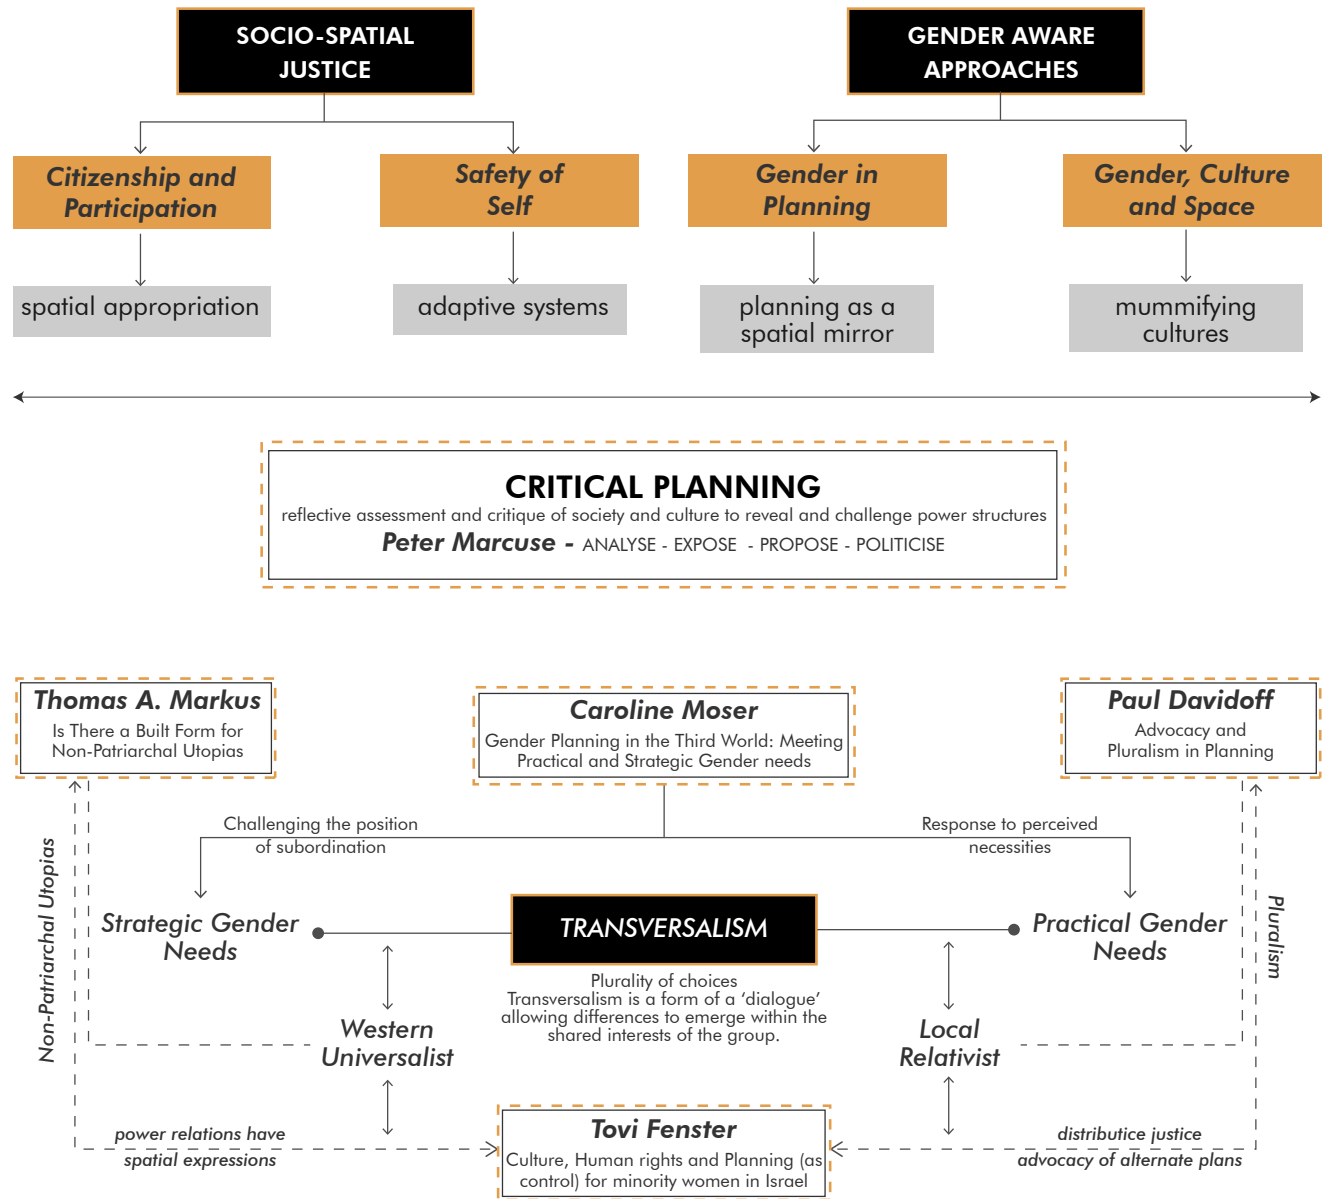 SOCIO-SPATIAL
JUSTICE
GENDER AWARE
APPROACHES
Citizenship and
Participation
Safety of
Self
Gender in
Planning
Gender, Culture
and Space
spatial appropriation
adaptive systems
planning as a
spatial mirror
mummifying
cultures
CRITICAL PLANNING
reflective assessment and critique of society and culture to reveal and challenge power structures
Peter Marcuse - ANALYSE - EXPOSE - PROPOSE - POLITICISE
Thomas A. Markus
Is There a Built Form for
Non-Patriarchal Utopias
Caroline Moser
Gender Planning in the Third World: Meeting
Practical and Strategic Gender needs
Paul Davidoff
Advocacy and
Pluralism in Planning
Challenging the position
of subordination
Response to perceived
necessities
Non-Patriarchal Utopias
Strategic Gender
Needs
TRANSVERSALISM
Practical Gender
Needs
Pluralism
Plurality of choices
Transversalism is a form of a ‘dialogue’
allowing differences to emerge within the
shared interests of the group.
Western
Universalist
Local
Relativist
power relations have
spatial expressions
Tovi Fenster
Culture, Human rights and Planning (as
control) for minority women in Israel
distributice justice
advocacy of alternate plans